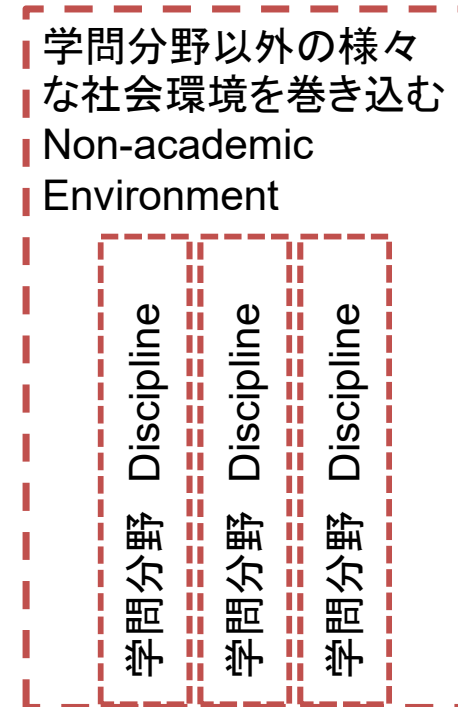 学問分野以外の様々
な社会環境を巻き込む
Non-academic
Environment
学問分野 Discipline
学問分野 Discipline
学問分野 Discipline